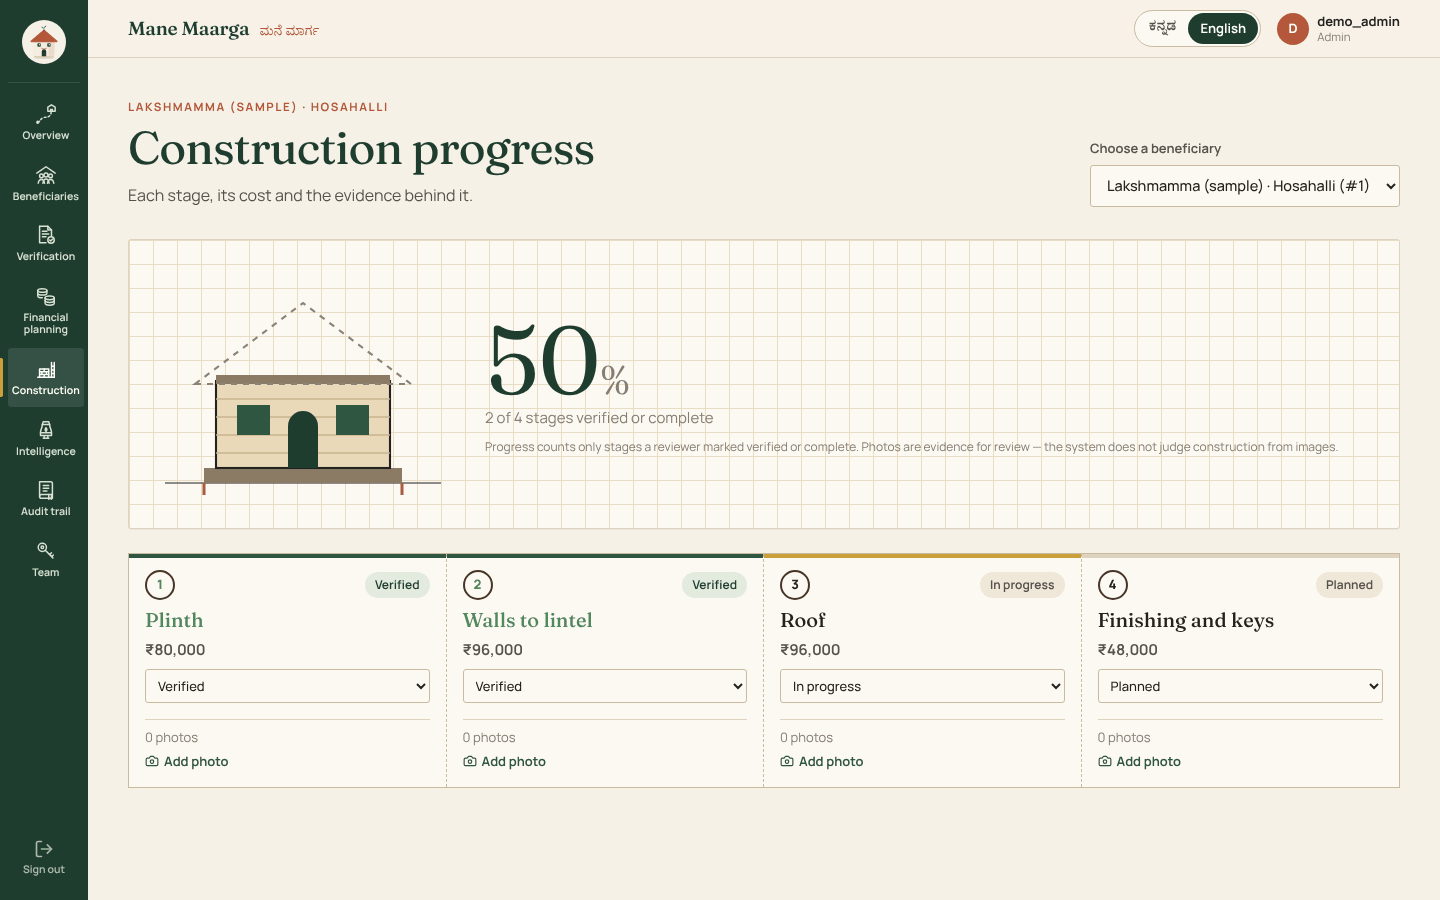 Mane Maarga ಮನೆ ಮಾರ್ಗ
ಕನ್ನಡ English
D demo_admin
Admin
Overview
Beneficiaries
Verification
Financial
planning
Construction
Intelligence
Audit trail
Team
Sign out
LAKSHMAMMA (SAMPLE) · HOSAHALLI
Construction progress
Each stage, its cost and the evidence behind it.
Choose a beneficiary
Lakshmamma (sample) · Hosahalli (#1)
50%
2 of 4 stages verified or complete
Progress counts only stages a reviewer marked verified or complete. Photos are evidence for review — the system does not judge construction from images.
1 Verified
Plinth
₹80,000
Verified
0 photos
Add photo
2 Verified
Walls to lintel
₹96,000
Verified
0 photos
Add photo
3 In progress
Roof
₹96,000
In progress
0 photos
Add photo
4 Planned
Finishing and keys
₹48,000
Planned
0 photos
Add photo